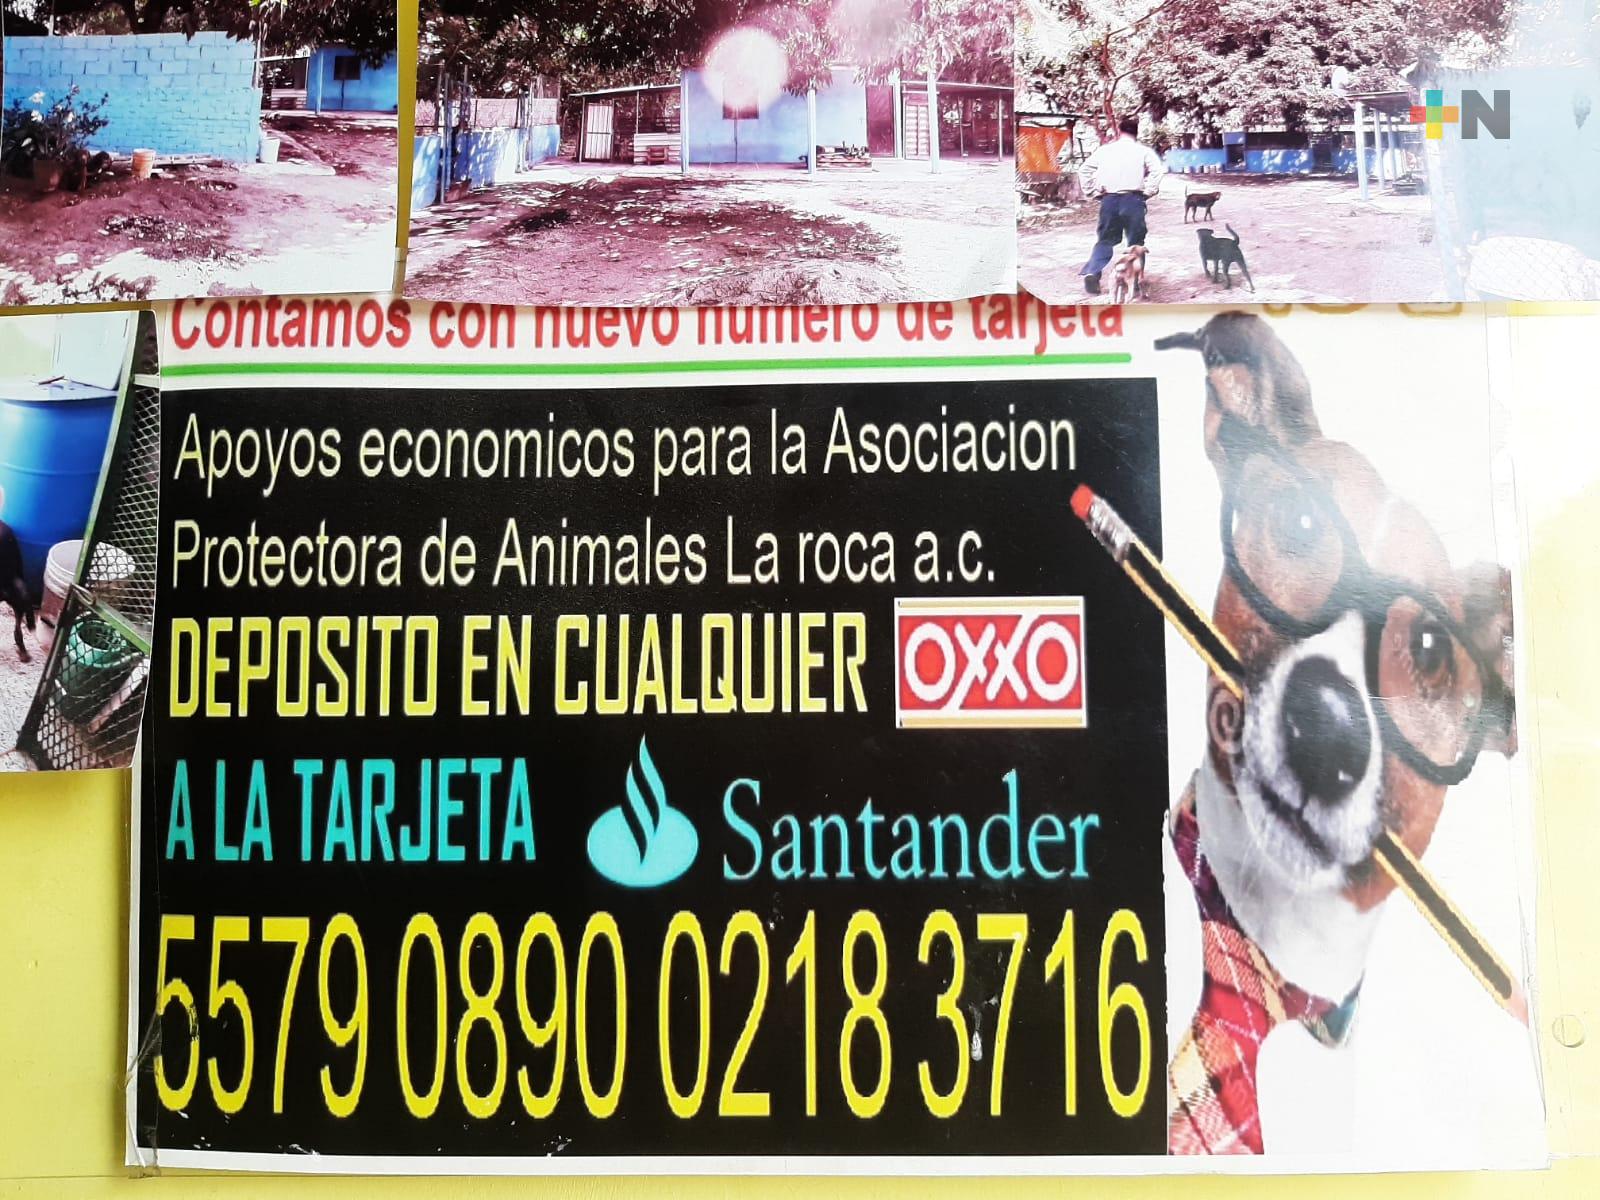 +N
Contamos con nuevo numero de tarjeta
Apoyos economicos para la Asociacion
Protectora de Animales La roca a.c.
DEPOSITO EN CUALQUIER OXXO
A LA TARJETA Santander
5579 0890 0218 3716